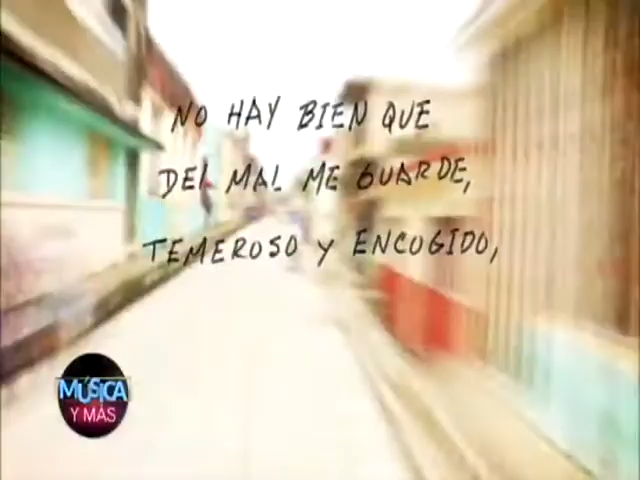 NO HAY BIEN QUE
DEL MAL ME GUARDE,
TEMEROSO Y ENCOGIDO,
MÚSICA
Y MÁS